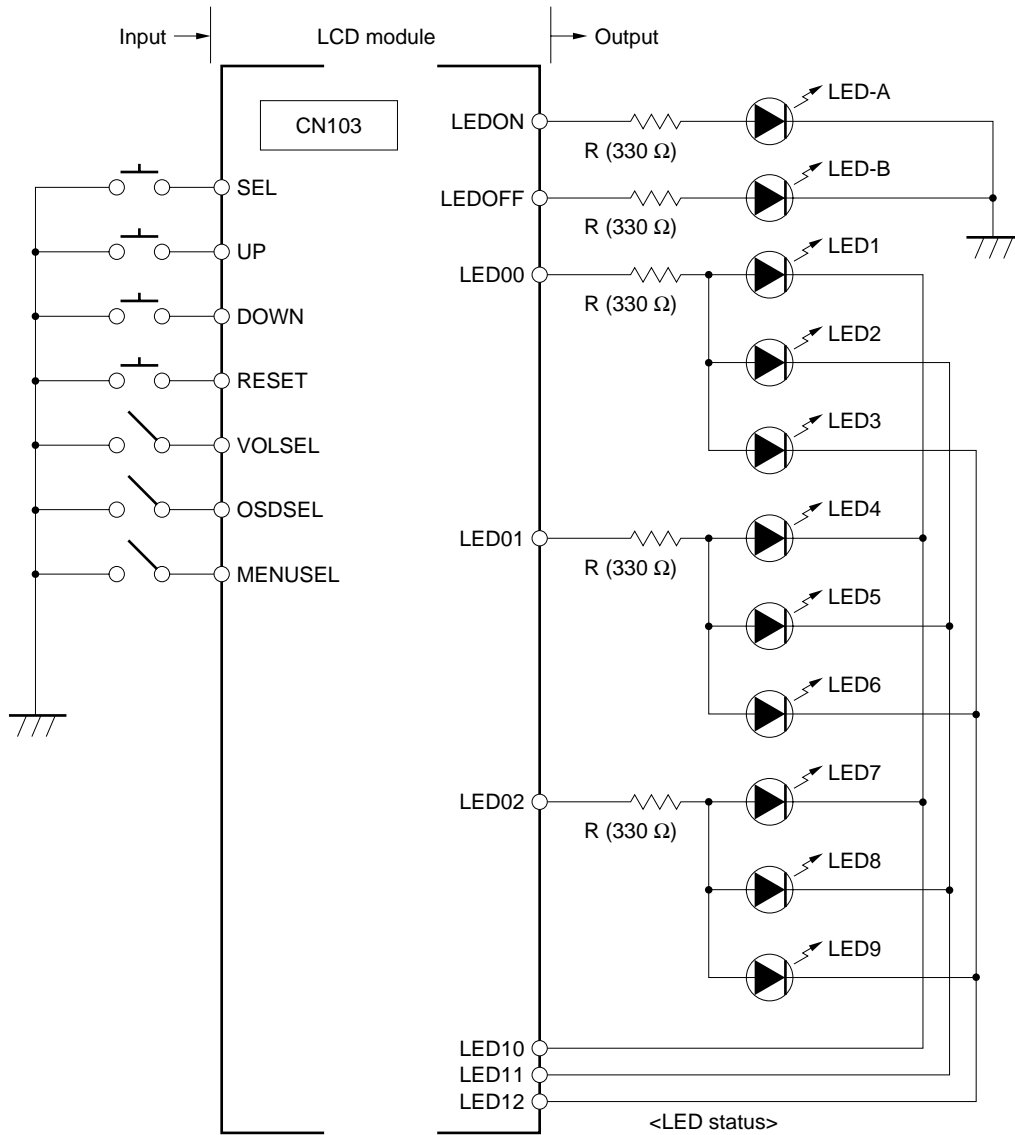 Input
LCD module
Output
CN103
LEDON
R (330 Ω)
LED-A
SEL
LEDOFF
R (330 Ω)
LED-B
UP
LED00
R (330 Ω)
LED1
DOWN
LED2
RESET
VOLSEL
LED3
OSDSEL
LED01
R (330 Ω)
LED4
MENUSEL
LED5
LED6
LED02
R (330 Ω)
LED7
LED8
LED9
LED10
LED11
LED12
<LED status>